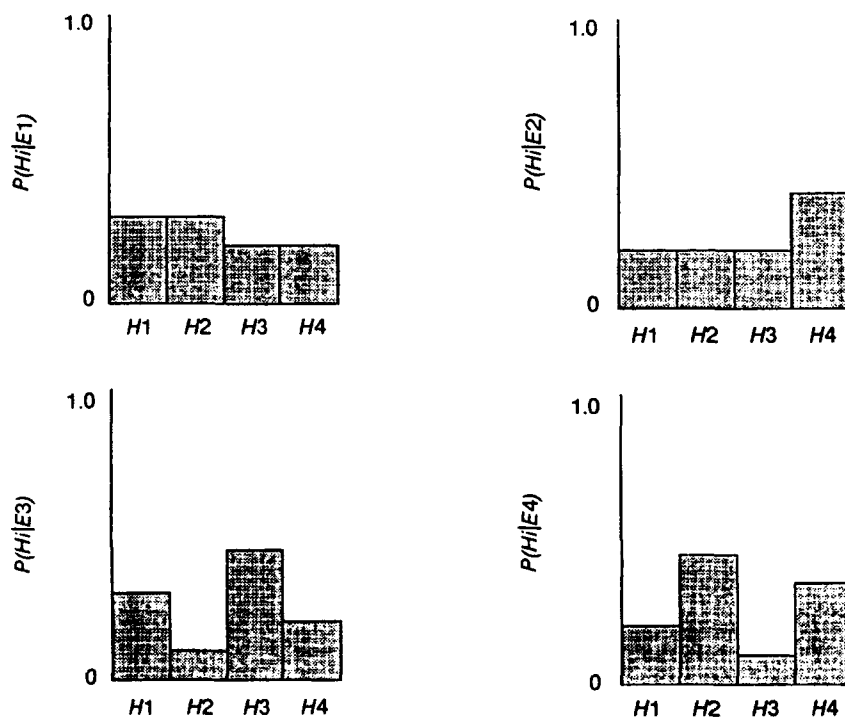 1.0
P(Hi|E1)
0
H1 H2 H3 H4
1.0
P(Hi|E2)
0
H1 H2 H3 H4
1.0
P(Hi|E3)
0
H1 H2 H3 H4
1.0
P(Hi|E4)
0
H1 H2 H3 H4